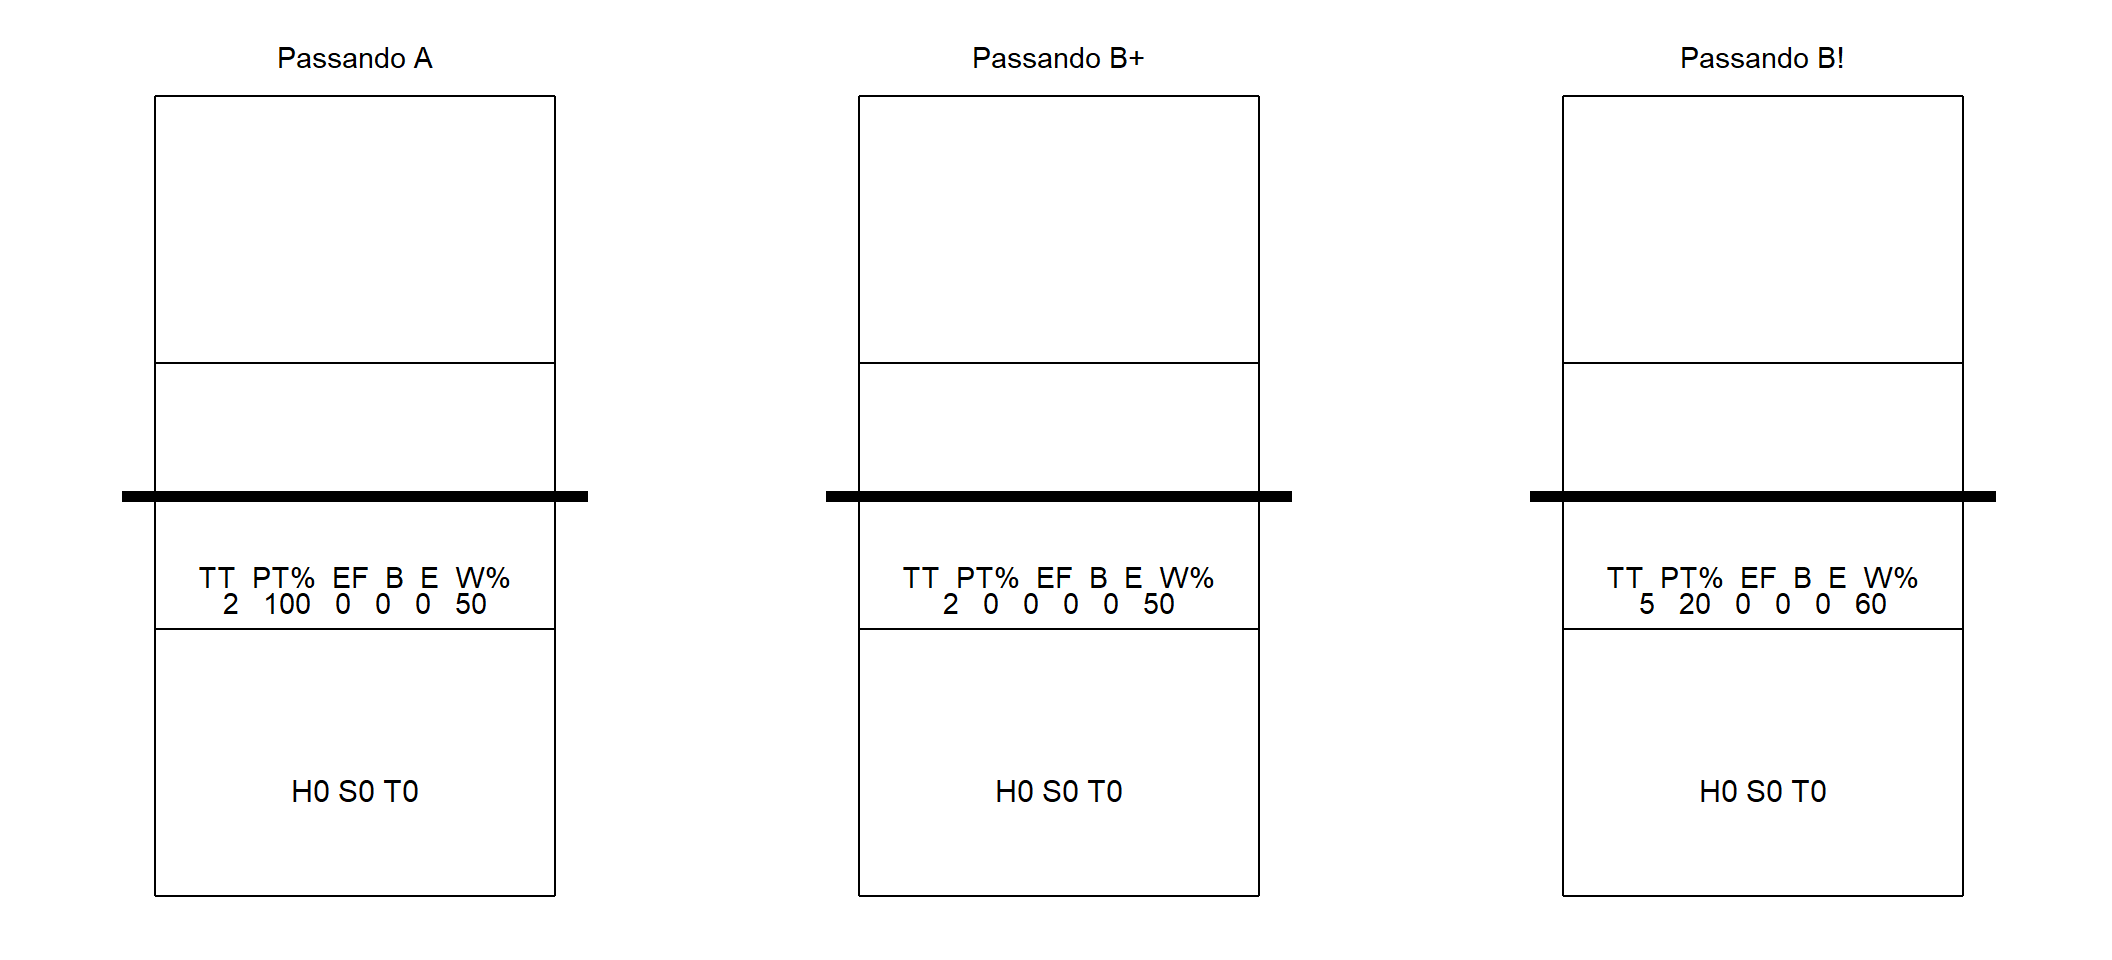 Passando A
TT PT% EF B E W%
2 100 0 0 0 50
H0 S0 T0
Passando B+
TT PT% EF B E W%
2 0 0 0 0 50
H0 S0 T0
Passando B!
TT PT% EF B E W%
5 20 0 0 0 60
H0 S0 T0